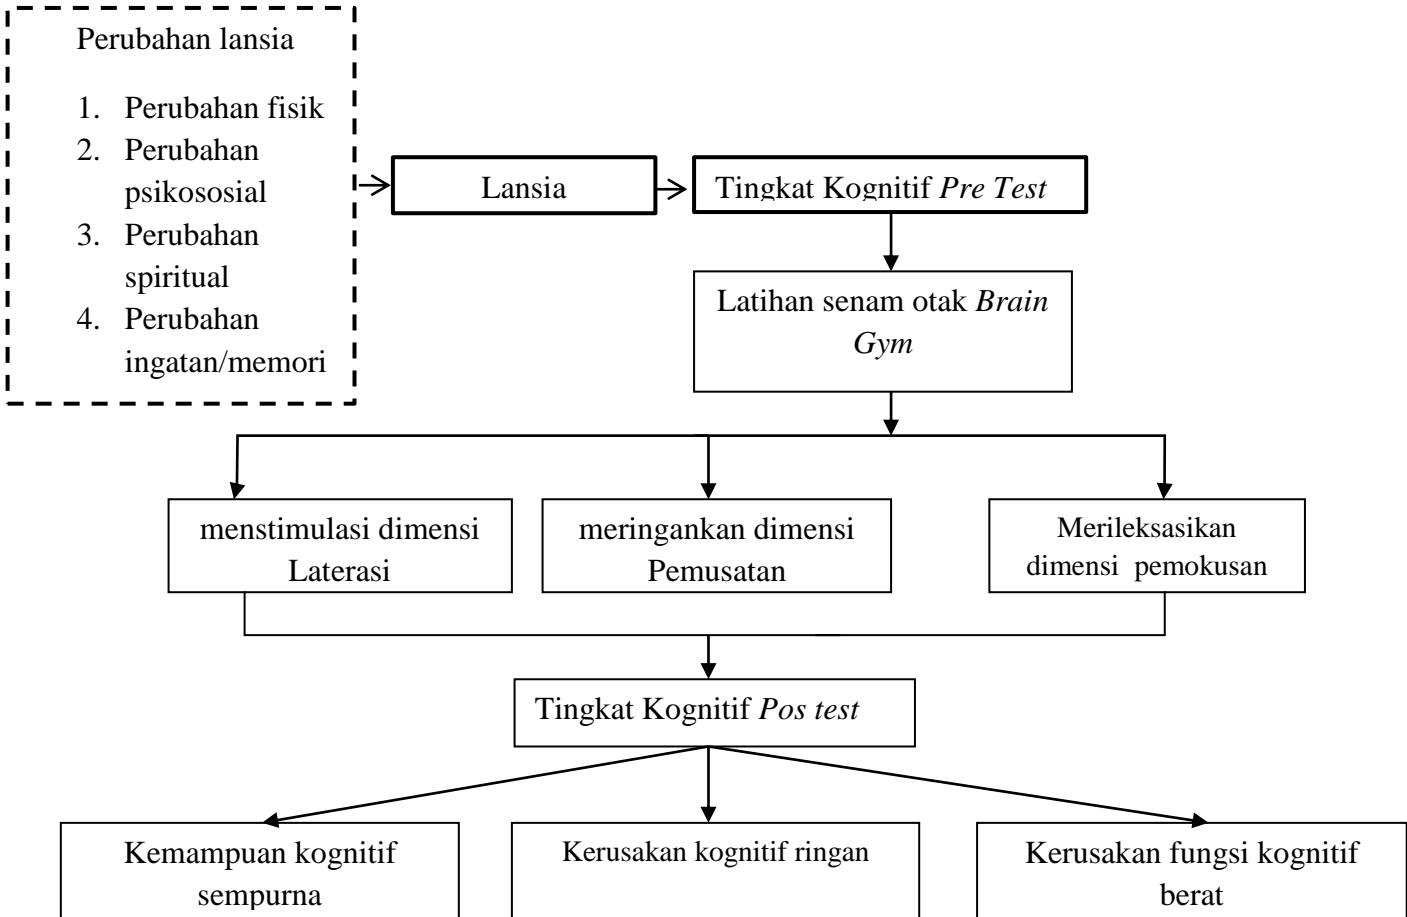 Perubahan lansia
1. Perubahan fisik
2. Perubahan
psikososial
3. Perubahan
spiritual
4. Perubahan
ingatan/memori
Lansia
Tingkat Kognitif Pre Test
Latihan senam otak Brain
Gym
menstimulasi dimensi
Laterasi
meringankan dimensi
Pemusatan
Merileksasikan
dimensi pemokusan
Tingkat Kognitif Pos test
Kemampuan kognitif
sempurna
Kerusakan kognitif ringan
Kerusakan fungsi kognitif
berat